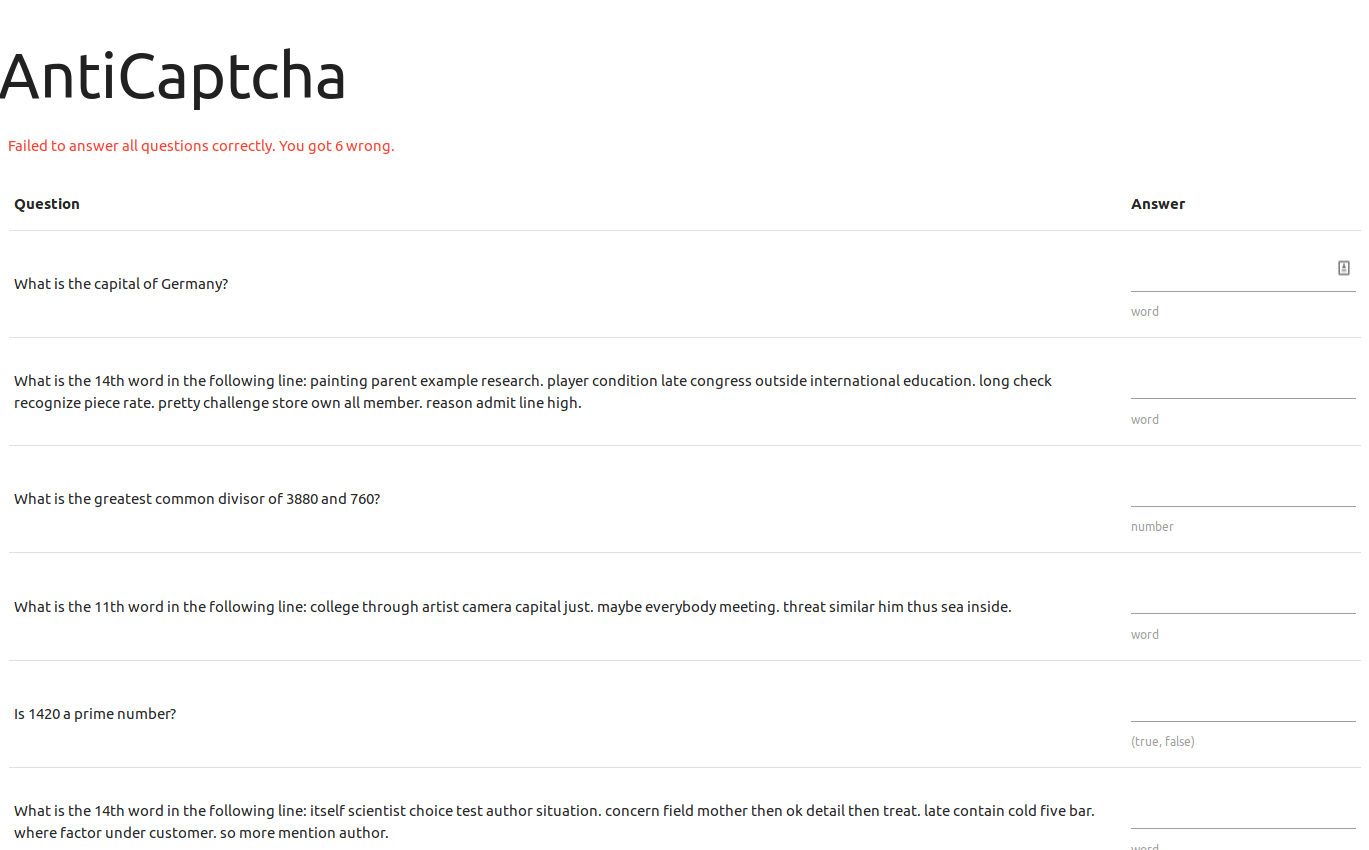 AntiCaptcha
Failed to answer all questions correctly. You got 6 wrong.
Question Answer
What is the capital of Germany?
word
What is the 14th word in the following line: painting parent example research. player condition late congress outside international education. long check
recognize piece rate. pretty challenge store own all member. reason admit line high.
word
What is the greatest common divisor of 3880 and 760?
number
What is the 11th word in the following line: college through artist camera capital just. maybe everybody meeting. threat similar him thus sea inside.
word
Is 1420 a prime number?
(true, false)
What is the 14th word in the following line: itself scientist choice test author situation. concern field mother then ok detail then treat. late contain cold five bar.
where factor under customer. so more mention author.
word